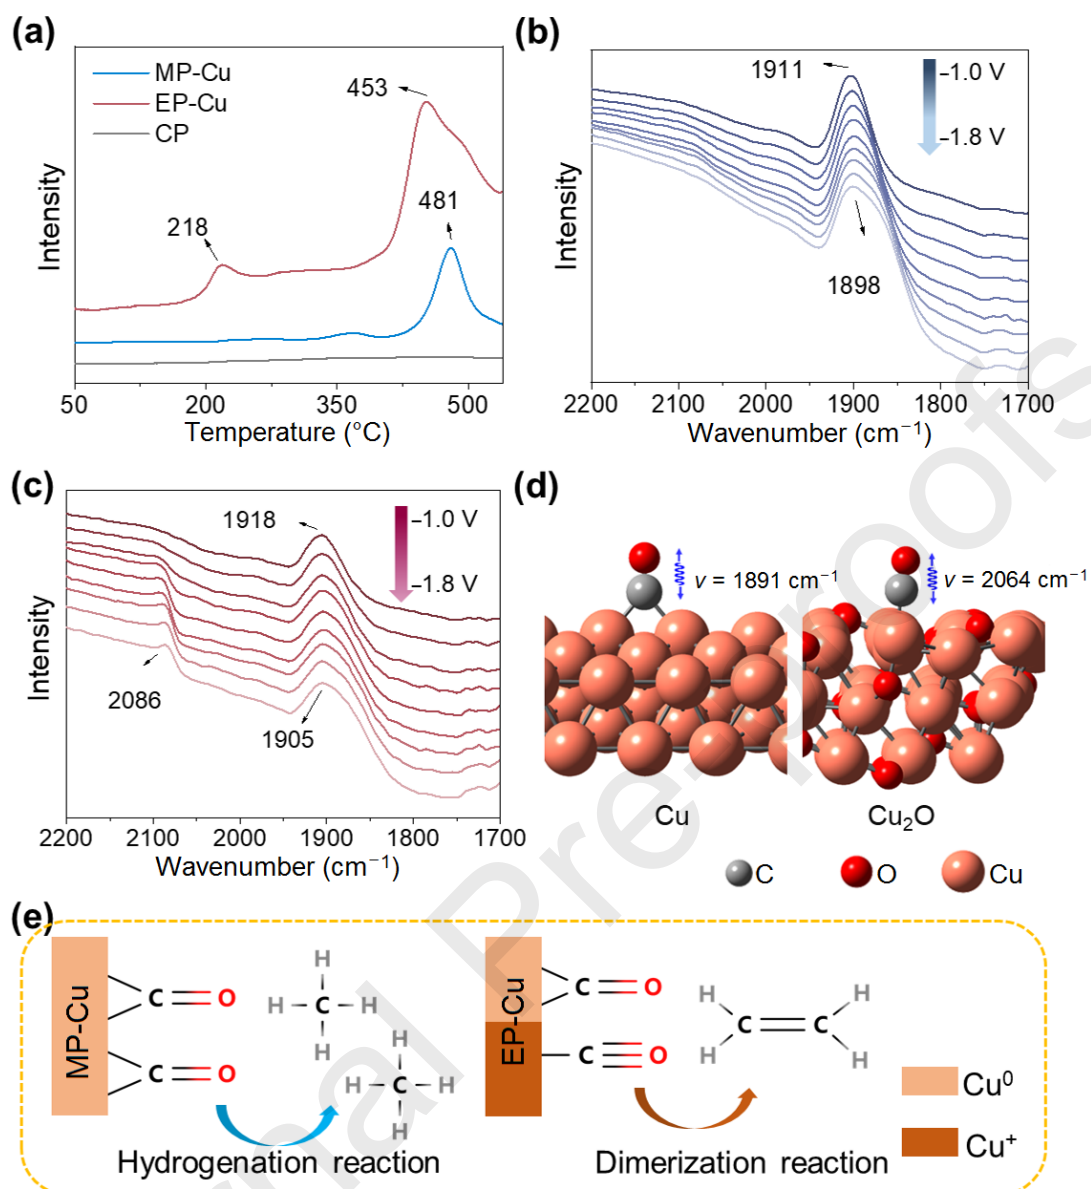 (a)
MP-Cu
EP-Cu
CP
453
481
218
Intensity
50
200
350
500
Temperature (°C)
(b)
1911
−1.0 V
−1.8 V
1898
Intensity
2200
2100
2000
1900
1800
1700
Wavenumber (cm⁻¹)
(c)
1918
−1.0 V
−1.8 V
2086
1905
Intensity
2200
2100
2000
1900
1800
1700
Wavenumber (cm⁻¹)
(d)
ν = 1891 cm⁻¹
ν = 2064 cm⁻¹
Cu
Cu₂O
C
O
Cu
(e)
MP-Cu
C
O
C
O
H
H
C
H
H
H
H
C
H
H
Hydrogenation reaction
EP-Cu
C
O
C
O
H
H
C
C
H
H
Dimerization reaction
Cu⁰
Cu⁺
nal Pre-proofs